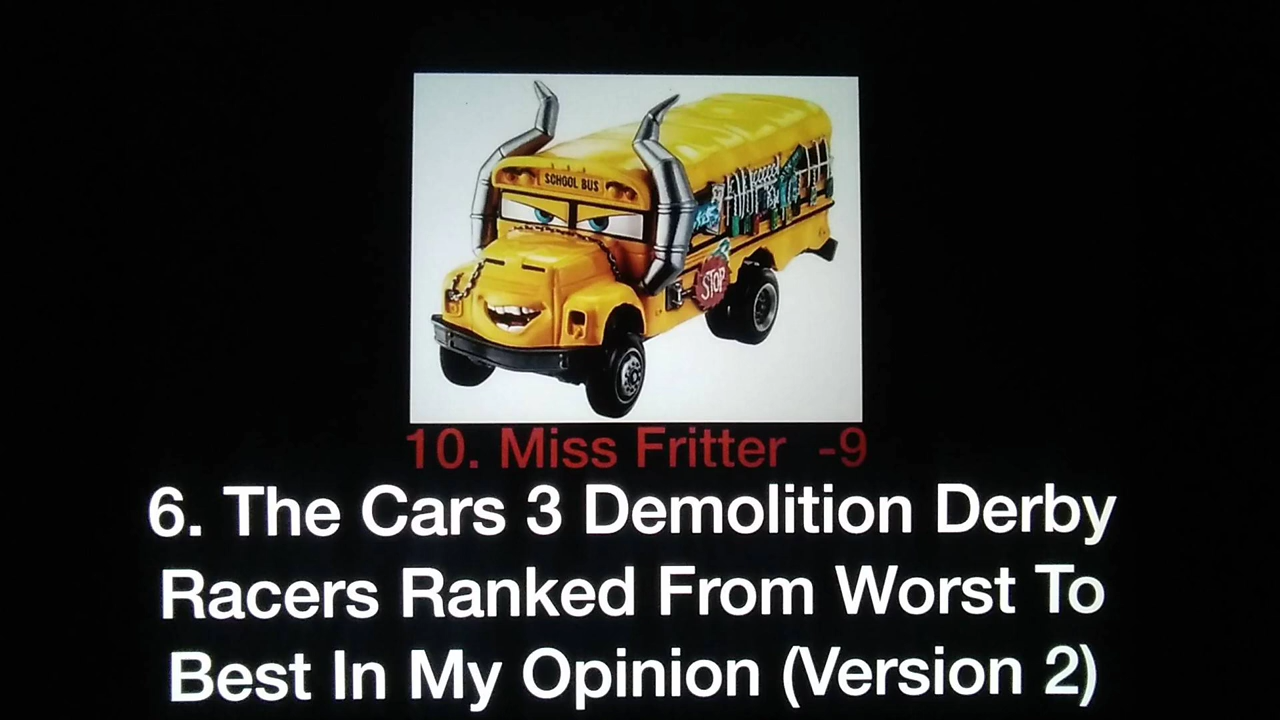 SCHOOL BUS
STOP
10. Miss Fritter -9
6. The Cars 3 Demolition Derby
Racers Ranked From Worst To
Best In My Opinion (Version 2)